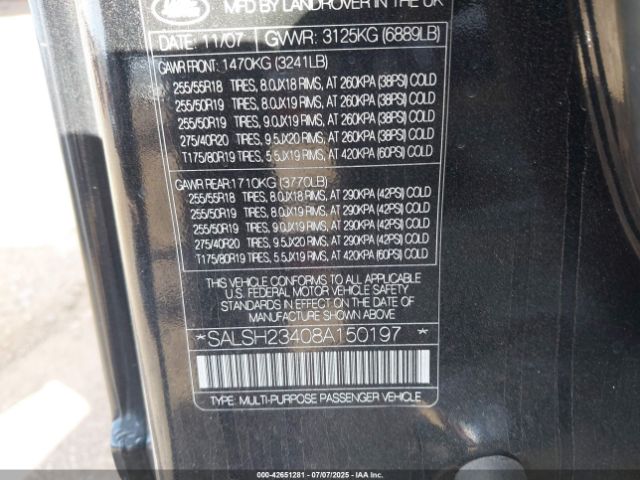 MFD BY LANDROVER IN THE UK
DATE: 11/07 GVWR: 3125KG (6889LB)
GAWR FRONT: 1470KG (3241LB)
255/55R18 TIRES, 8.0JX18 RIMS, AT 260KPA (38PSI) COLD
255/50R19 TIRES, 8.0JX19 RIMS, AT 260KPA (38PSI) COLD
255/50R19 TIRES, 9.0JX19 RIMS, AT 260KPA (38PSI) COLD
275/40R20 TIRES, 9.5JX20 RIMS, AT 260KPA (38PSI) COLD
T175/80R19 TIRES, 5.5JX19 RIMS, AT 420KPA (60PSI) COLD
GAWR REAR: 1710KG (3770LB)
255/55R18 TIRES, 8.0JX18 RIMS, AT 290KPA (42PSI) COLD
255/50R19 TIRES, 8.0JX19 RIMS, AT 290KPA (42PSI) COLD
255/50R19 TIRES, 9.0JX19 RIMS, AT 290KPA (42PSI) COLD
275/40R20 TIRES, 9.5JX20 RIMS, AT 290KPA (42PSI) COLD
T175/80R19 TIRES, 5.5JX19 RIMS, AT 420KPA (60PSI) COLD
THIS VEHICLE CONFORMS TO ALL APPLICABLE
U.S. FEDERAL MOTOR VEHICLE SAFETY
STANDARDS IN EFFECT ON THE DATE OF
MANUFACTURE SHOWN ABOVE
*SALSH23408A150197*
TYPE: MULTI-PURPOSE PASSENGER VEHICLE
00-42651281 - 07/07/2025 - IAAI.COM